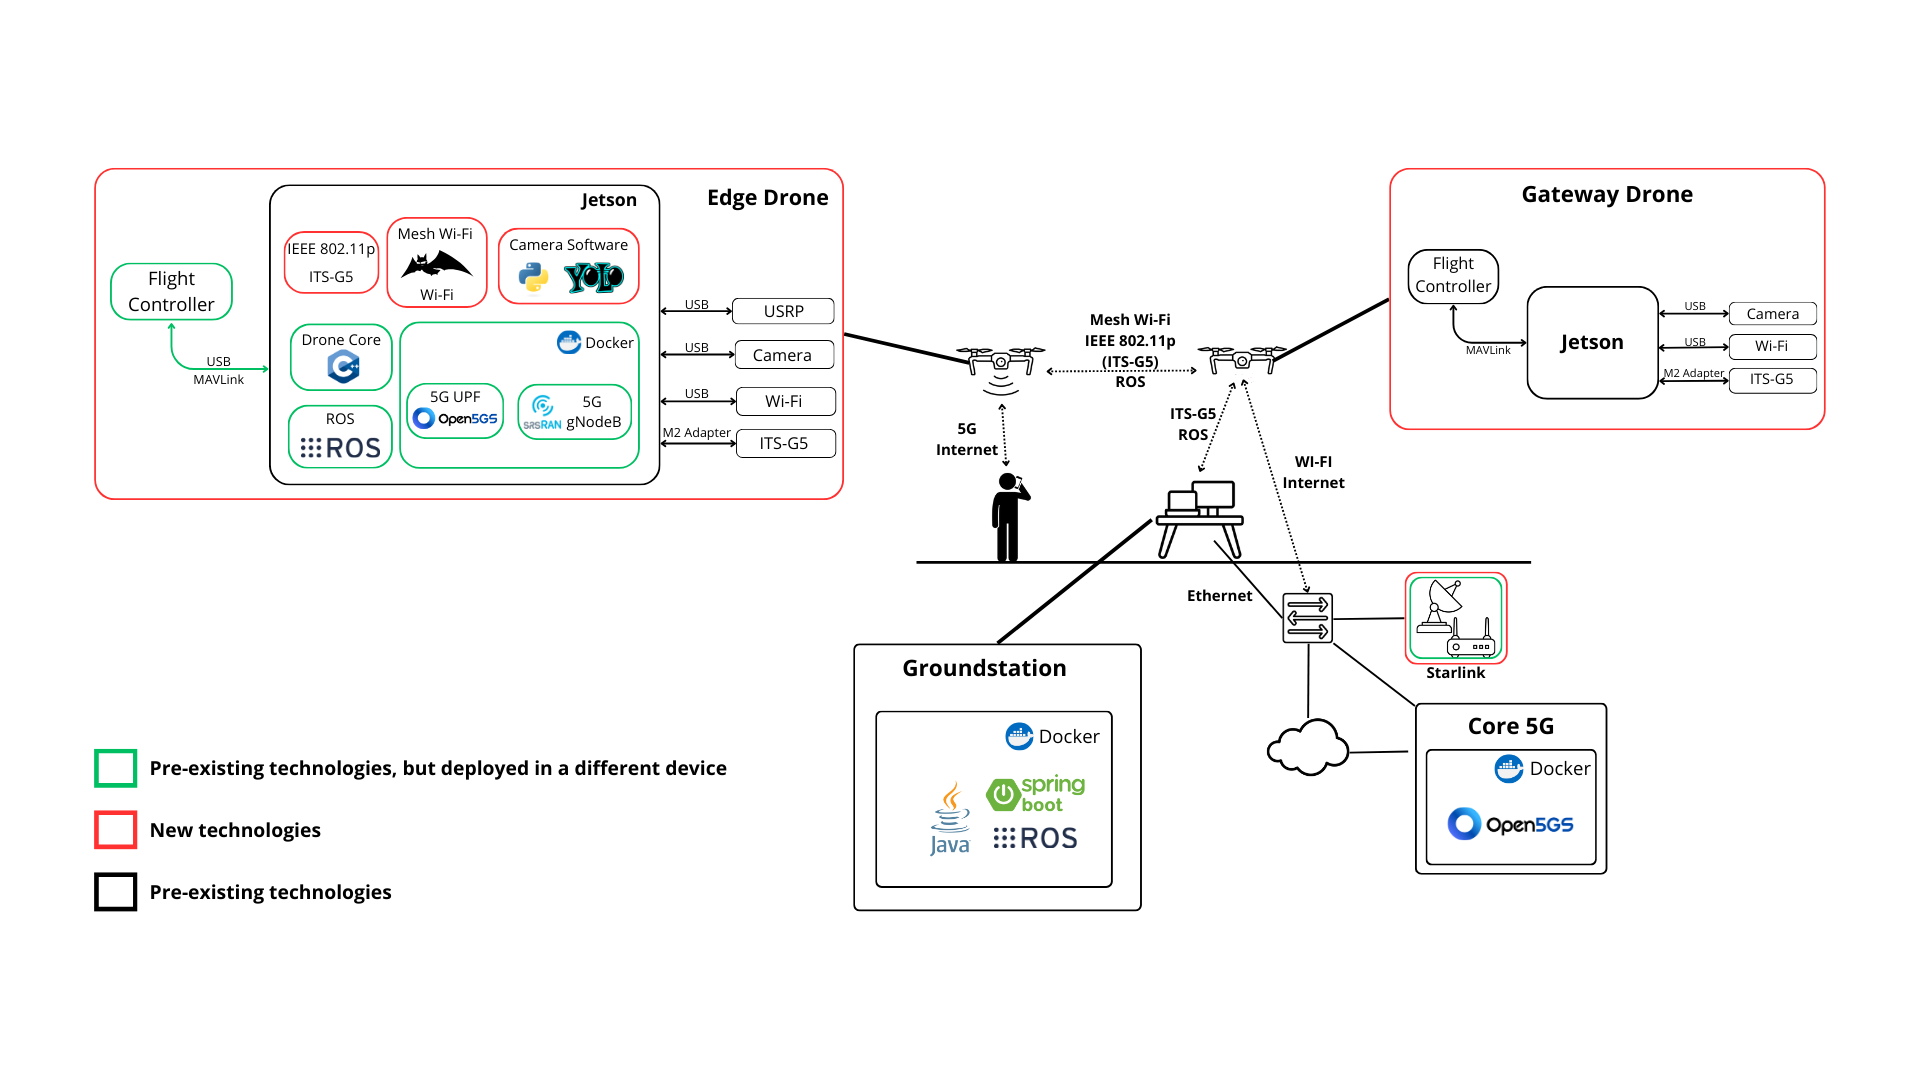 Edge Drone
Jetson
Flight
Controller
USB
MAVLink
IEEE 802.11p
ITS-G5
Mesh Wi-Fi
Wi-Fi
Camera Software
YOLO
Drone Core
C++
ROS
ROS
Docker
5G UPF
Open5GS
5G
gNodeB
srsRAN
USB
USRP
USB
Camera
USB
Wi-Fi
M2 Adapter
ITS-G5
Mesh Wi-Fi
IEEE 802.11p
(ITS-G5)
ROS
5G
Internet
ITS-G5
ROS
WI-FI
Internet
Gateway Drone
Flight
Controller
MAVLink
Jetson
USB
Camera
USB
Wi-Fi
M2 Adapter
ITS-G5
Ethernet
Starlink
Groundstation
Docker
spring
boot
Java
ROS
Core 5G
Docker
Open5GS
Pre-existing technologies, but deployed in a different device
New technologies
Pre-existing technologies